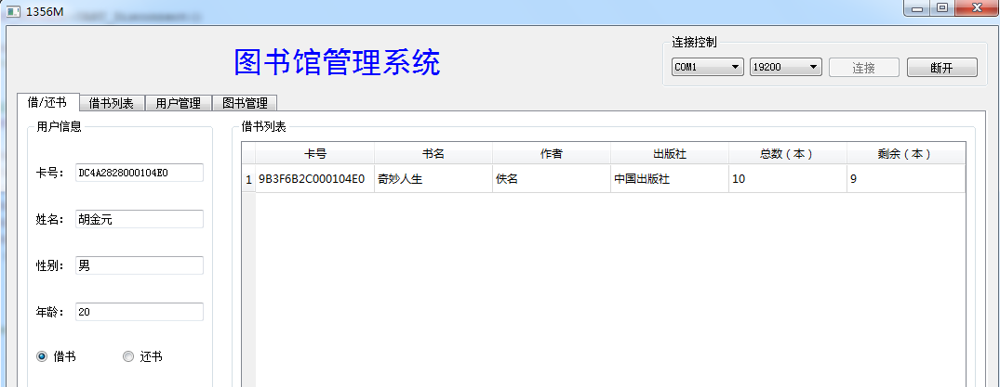 1356M
图书馆管理系统
连接控制
COM1 19200 连接 断开
借/还书 借书列表 用户管理 图书管理
用户信息
卡号： DC4A2828000104E0
姓名： 胡金元
性别： 男
年龄： 20
借书 还书
借书列表
卡号 书名 作者 出版社 总数（本） 剩余（本）
1 9B3F6B2C000104E0 奇妙人生 佚名 中国出版社 10 9